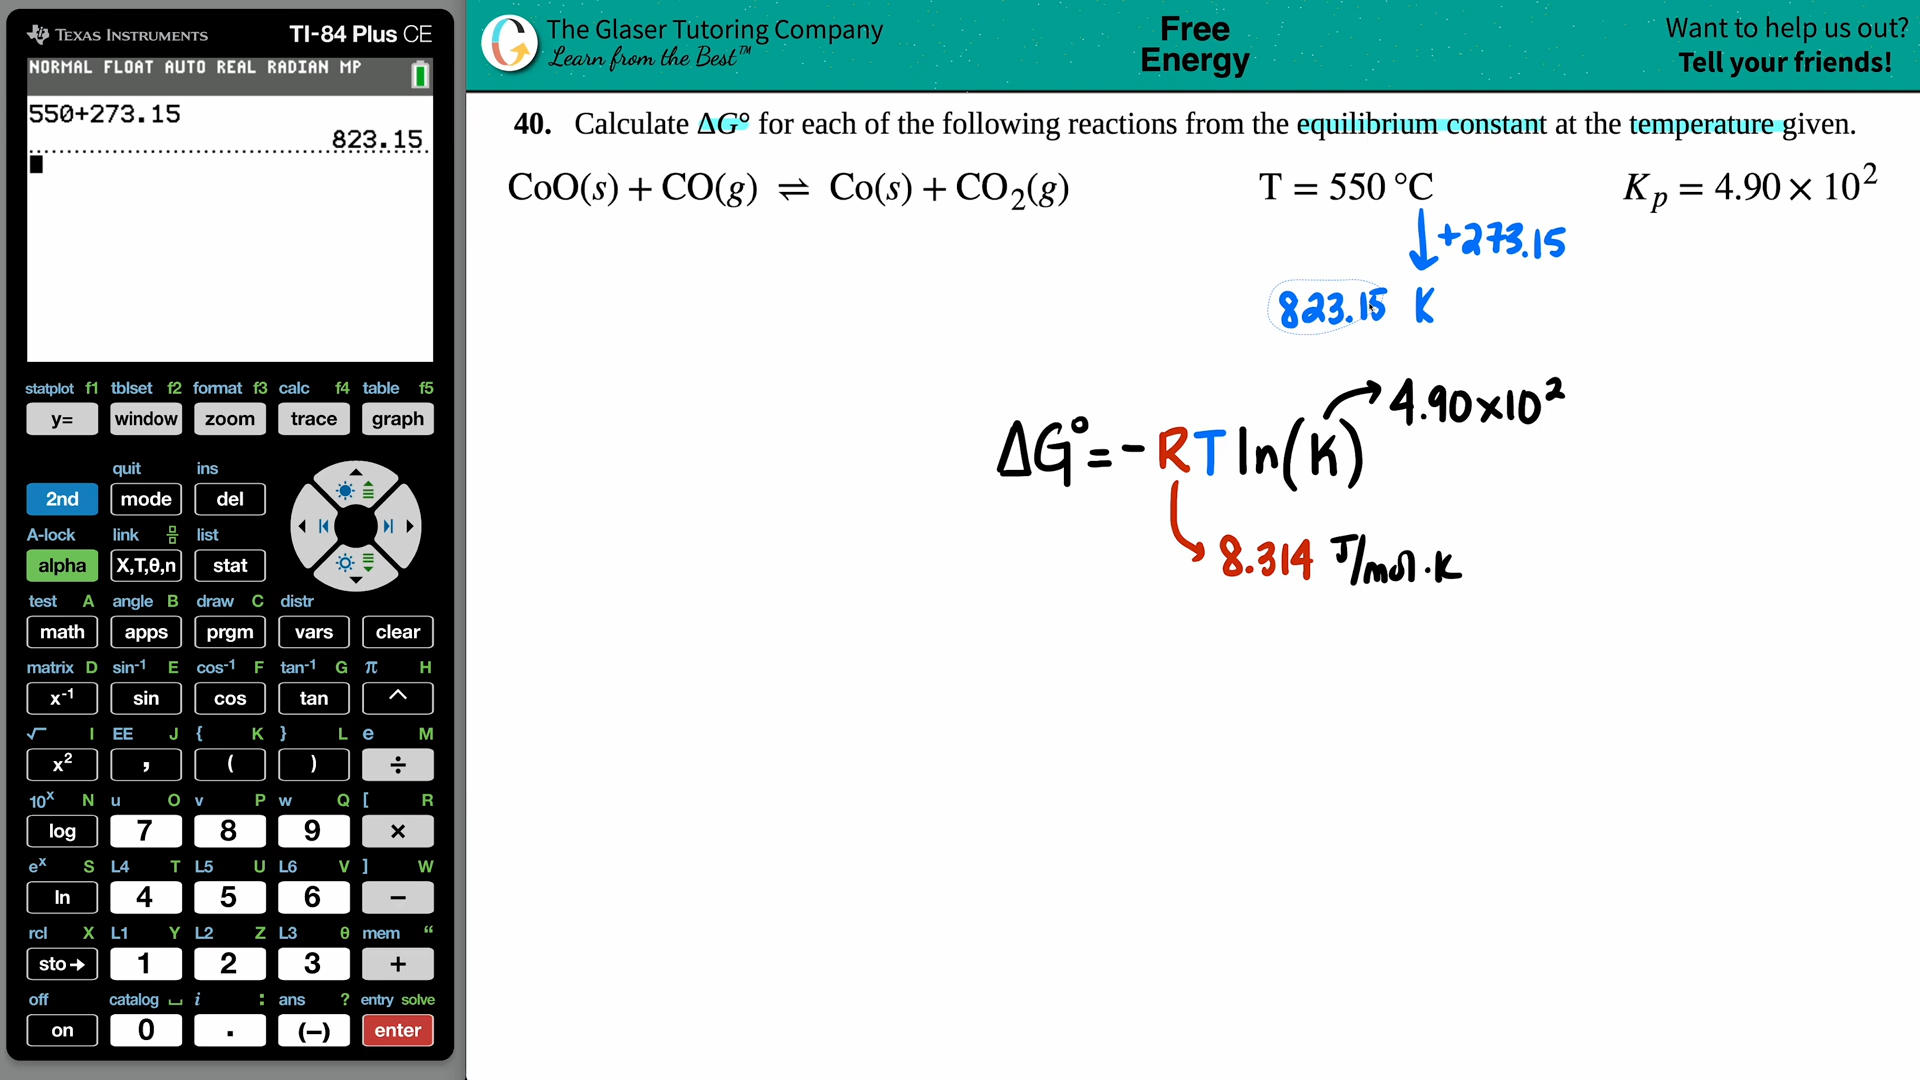 TEXAS INSTRUMENTS TI-84 Plus CE
NORMAL FLOAT AUTO REAL RADIAN MP
550+273.15
823.15
statplot f1 tblset f2 format f3 calc f4 table f5
y= window zoom trace graph
quit ins
2nd mode del
A-lock link list
alpha X,T,θ,n stat
test A angle B draw C distr
math apps prgm vars clear
matrix D sin⁻¹ E cos⁻¹ F tan⁻¹ G π H
x⁻¹ sin cos tan ^
√ I EE J { K } L e M
x² , ( ) ÷
10ˣ N u O v P w Q [ R
log 7 8 9 ×
eˣ S L4 T L5 U L6 V ] W
ln 4 5 6 −
rcl X L1 Y L2 Z L3 θ mem “
sto→ 1 2 3 +
off catalog ⎵ i : ans ? entry solve
on 0 . (−) enter
The Glaser Tutoring Company
Learn from the Best™
Free
Energy
Want to help us out?
Tell your friends!
40. Calculate ΔG° for each of the following reactions from the equilibrium constant at the temperature given.
CoO(s) + CO(g) ⇌ Co(s) + CO₂(g) T = 550 °C Kₚ = 4.90 × 10²
+273.15
823.15 K
4.90×10²
ΔG°= -RTln(K)
8.314 J/mol·K